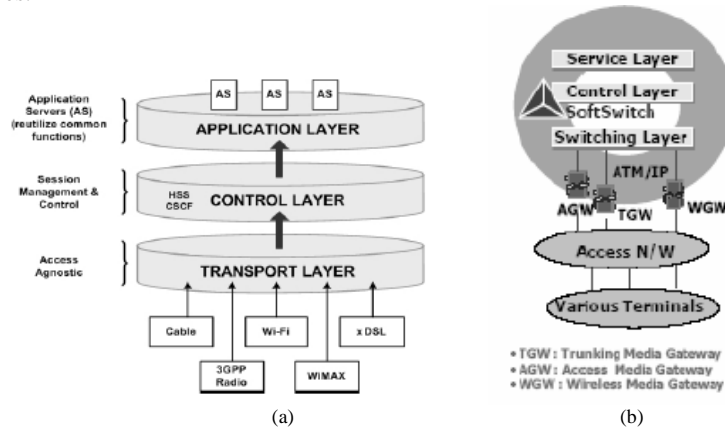 AS AS AS
Application
Servers (AS)
(reutilize common
functions)
APPLICATION LAYER
Session
Management &
Control
HSS
CSCF
CONTROL LAYER
Access
Agnostic
TRANSPORT LAYER
Cable
Wi-Fi
xDSL
3GPP
Radio
WiMAX
(a)
Service Layer
Control Layer
SoftSwitch
Switching Layer
ATM/IP
AGW
TGW
WGW
Access N/W
Various Terminals
• TGW : Trunking Media Gateway
• AGW : Access Media Gateway
• WGW : Wireless Media Gateway
(b)